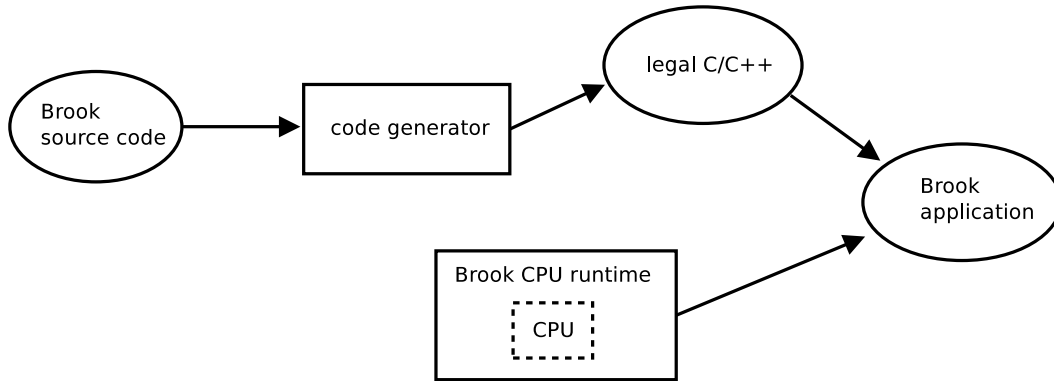 Brook
source code
code generator
legal C/C++
Brook
application
Brook CPU runtime
CPU